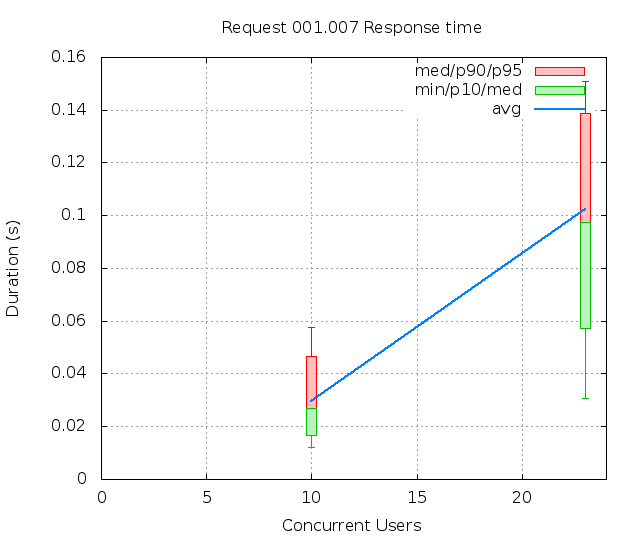 Request 001.007 Response time
med/p90/p95
min/p10/med
avg
0.16
0.14
0.12
0.1
0.08
0.06
0.04
0.02
0
Duration (s)
0 5 10 15 20
Concurrent Users